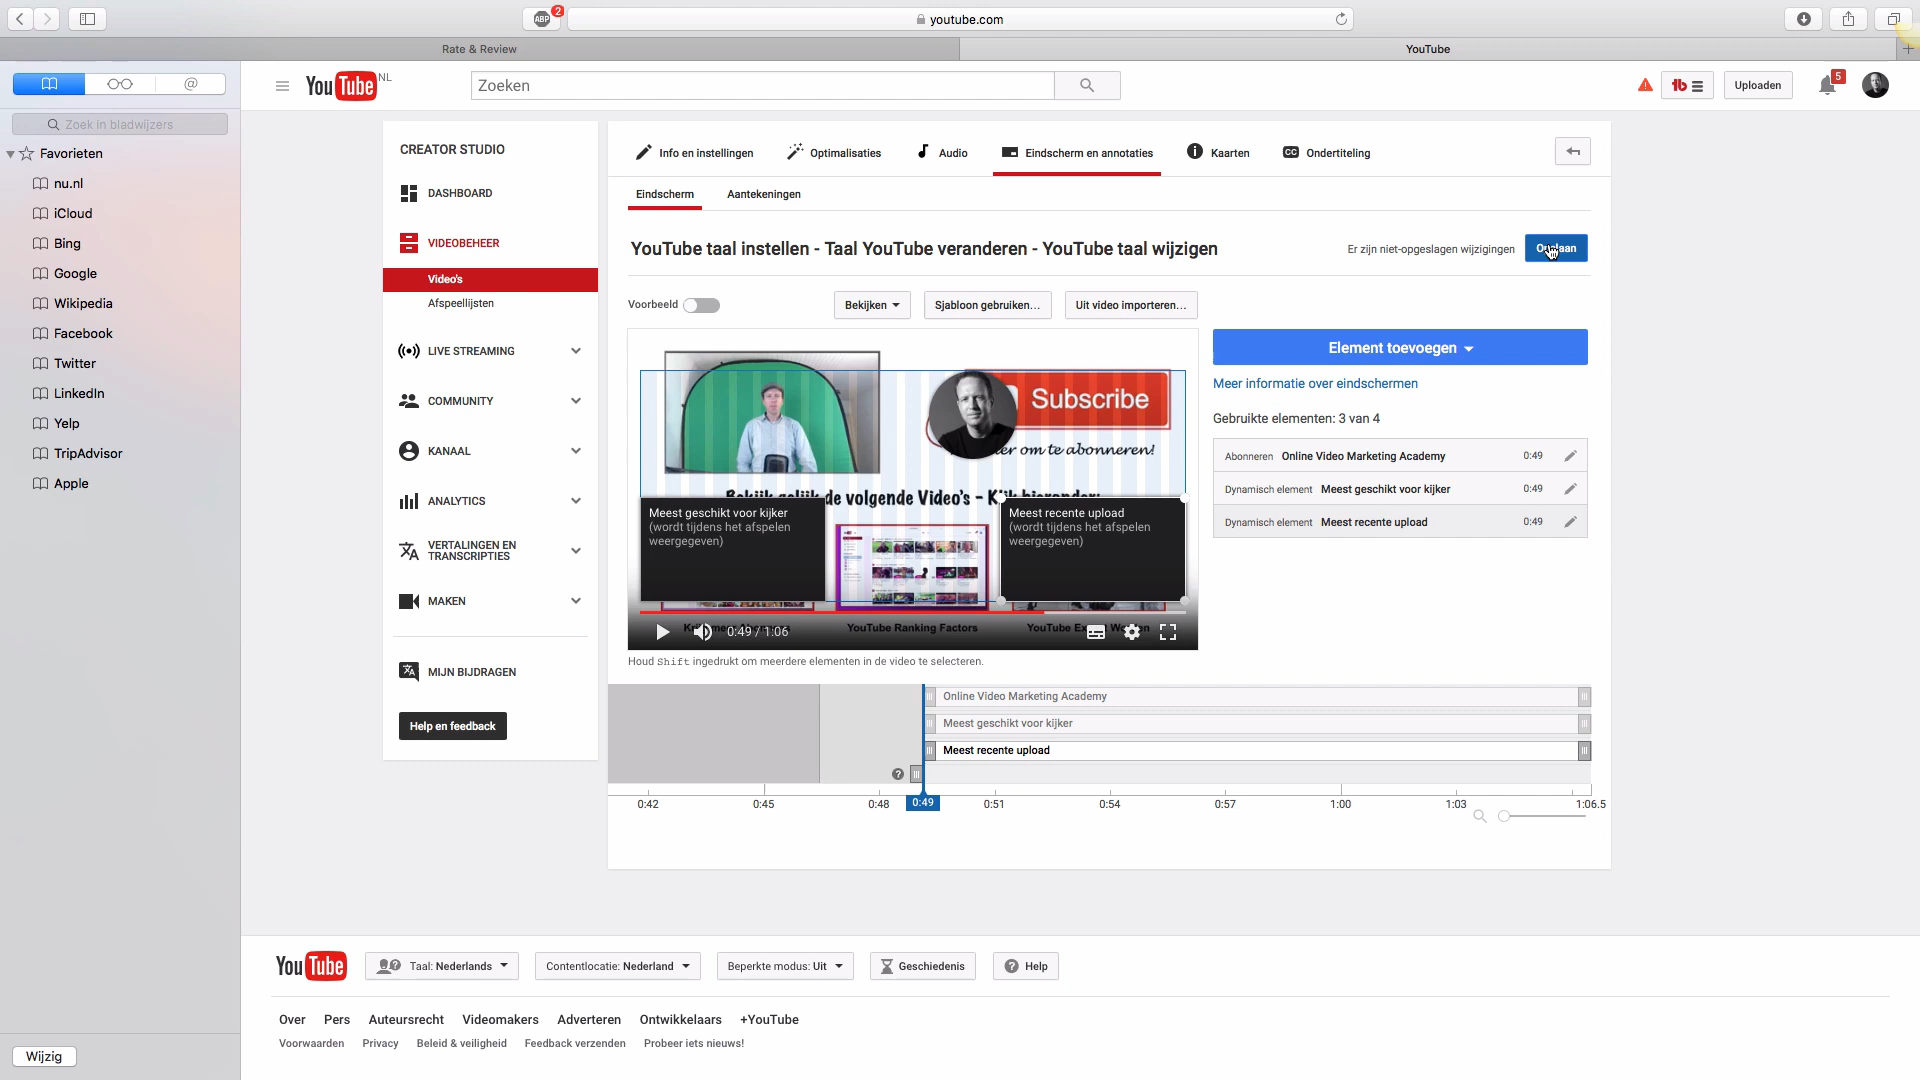 ABP
2
youtube.com
Rate & Review
YouTube
YouTube NL
Zoeken
Uploaden
5
Zoek in bladwijzers
Favorieten
nu.nl
iCloud
Bing
Google
Wikipedia
Facebook
Twitter
LinkedIn
Yelp
TripAdvisor
Apple
Wijzig
CREATOR STUDIO
DASHBOARD
VIDEOBEHEER
Video's
Afspeellijsten
LIVE STREAMING
COMMUNITY
KANAAL
ANALYTICS
VERTALINGEN EN
TRANSCRIPTIES
MAKEN
MIJN BIJDRAGEN
Help en feedback
Info en instellingen
Optimalisaties
Audio
Eindscherm en annotaties
Kaarten
CC Ondertiteling
Eindscherm
Aantekeningen
YouTube taal instellen - Taal YouTube veranderen - YouTube taal wijzigen
Er zijn niet-opgeslagen wijzigingen
Voorbeeld
Bekijken
Sjabloon gebruiken...
Uit video importeren...
Subscribe
om te abonneren!
Bekijk gelijk de volgende Video's -
Meest geschikt voor kijker
(wordt tijdens het afspelen
weergegeven)
Meest recente upload
(wordt tijdens het afspelen
weergegeven)
YouTube Ranking Factors
YouTube
0:49 / 1:06
Houd Shift ingedrukt om meerdere elementen in de video te selecteren.
Element toevoegen
Meer informatie over eindschermen
Gebruikte elementen: 3 van 4
Abonneren Online Video Marketing Academy 0:49
Dynamisch element Meest geschikt voor kijker 0:49
Dynamisch element Meest recente upload 0:49
Online Video Marketing Academy
Meest geschikt voor kijker
Meest recente upload
0:42 0:45 0:48 0:49 0:51 0:54 0:57 1:00 1:03 1:06.5
YouTube
Taal: Nederlands
Contentlocatie: Nederland
Beperkte modus: Uit
Geschiedenis
Help
Over Pers Auteursrecht Videomakers Adverteren Ontwikkelaars +YouTube
Voorwaarden Privacy Beleid & veiligheid Feedback verzenden Probeer iets nieuws!